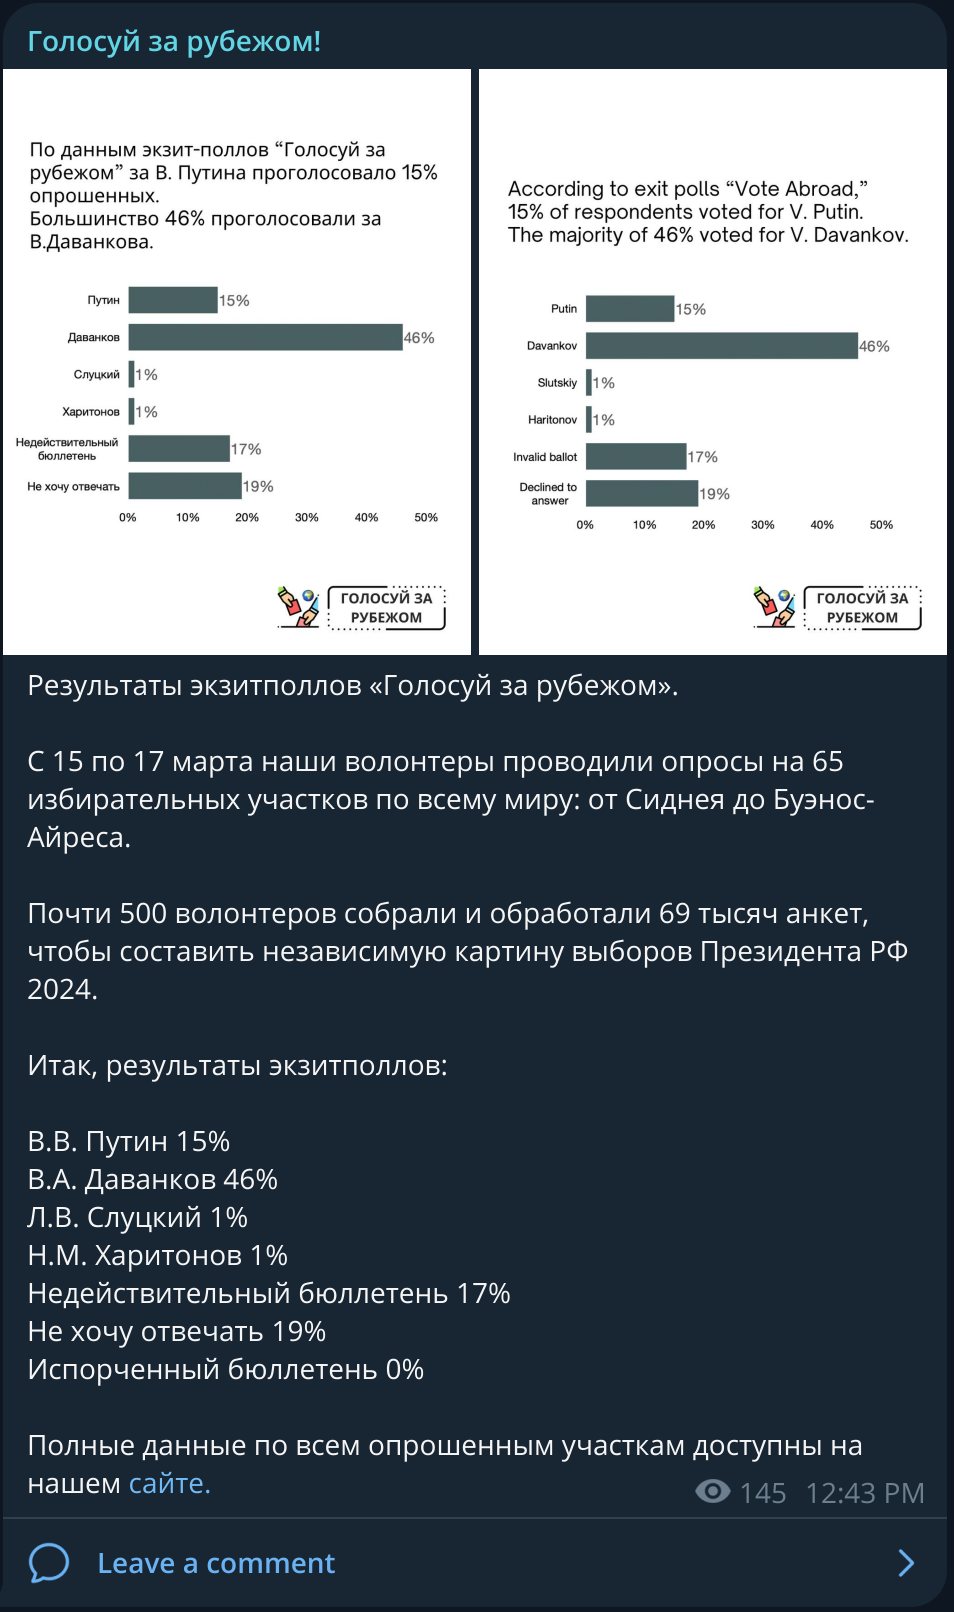 Голосуй за рубежом!
По данным экзит-поллов “Голосуй за
рубежом” за В. Путина проголосовало 15%
опрошенных.
Большинство 46% проголосовали за
В.Даванкова.
Путин 15%
Даванков 46%
Слуцкий 1%
Харитонов 1%
Недействительный
бюллетень 17%
Не хочу отвечать 19%
0% 10% 20% 30% 40% 50%
ГОЛОСУЙ ЗА
РУБЕЖОМ
According to exit polls “Vote Abroad,”
15% of respondents voted for V. Putin.
The majority of 46% voted for V. Davankov.
Putin 15%
Davankov 46%
Slutskiy 1%
Haritonov 1%
Invalid ballot 17%
Declined to
answer 19%
0% 10% 20% 30% 40% 50%
ГОЛОСУЙ ЗА
РУБЕЖОМ
Результаты экзитполлов «Голосуй за рубежом».
С 15 по 17 марта наши волонтеры проводили опросы на 65
избирательных участков по всему миру: от Сиднея до Буэнос-
Айреса.
Почти 500 волонтеров собрали и обработали 69 тысяч анкет,
чтобы составить независимую картину выборов Президента РФ
2024.
Итак, результаты экзитполлов:
В.В. Путин 15%
В.А. Даванков 46%
Л.В. Слуцкий 1%
Н.М. Харитонов 1%
Недействительный бюллетень 17%
Не хочу отвечать 19%
Испорченный бюллетень 0%
Полные данные по всем опрошенным участкам доступны на
нашем сайте.
145 12:43 PM
Leave a comment